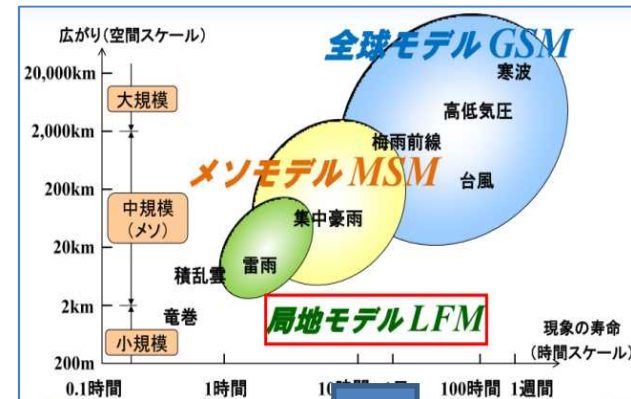 広がり(空間スケール)
全球モデル GSM
20,000km
寒波
大規模
高低気圧
2,000km
梅雨前線
メソモデル MSM
台風
200km
中規模
(メソ)
集中豪雨
20km
雷雨
積乱雲
2km
竜巻
局地モデル LFM
現象の寿命
小規模
(時間スケール)
200m
0.1時間
1時間
100時間
1週間